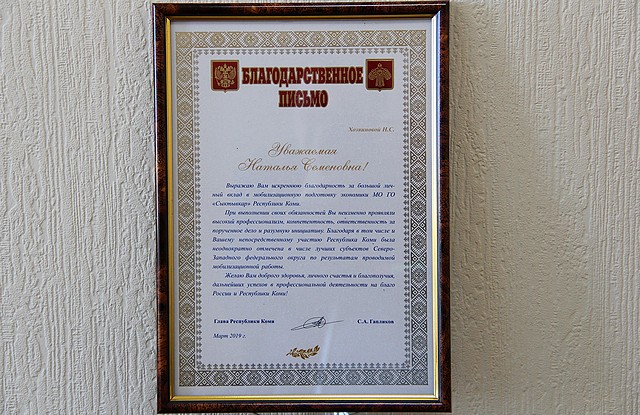 БЛАГОДАРСТВЕННОЕ
ПИСЬМО
Хозяиновой Н.С.
Уважаемая
Наталья Семеновна!
Выражаю Вам искреннюю благодарность за большой лич-
ный вклад в мобилизационную подготовку экономики МО ГО
«Сыктывкар» Республики Коми.
При выполнении своих обязанностей Вы неизменно проявляли
высокий профессионализм, компетентность, ответственность за
порученное дело и разумную инициативу. Благодаря в том числе и
Вашему непосредственному участию Республика Коми была
неоднократно отмечена в числе лучших субъектов Северо-
Западного федерального округа по результатам проводимой
мобилизационной работы.
Желаю Вам доброго здоровья, личного счастья и благополучия,
дальнейших успехов в профессиональной деятельности на благо
России и Республики Коми!
Глава Республики Коми
С.А. Гапликов
Март 2019 г.